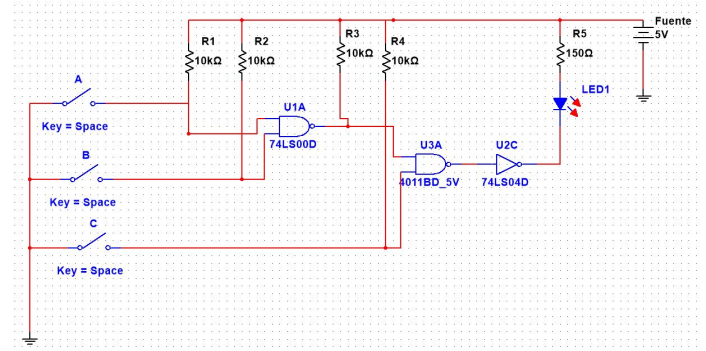 Fuente
5V
R1
10kΩ
R2
10kΩ
R3
10kΩ
R4
10kΩ
R5
150Ω
LED1
A
Key = Space
U1A
74LS00D
B
Key = Space
U3A
4011BD_5V
U2C
74LS04D
C
Key = Space